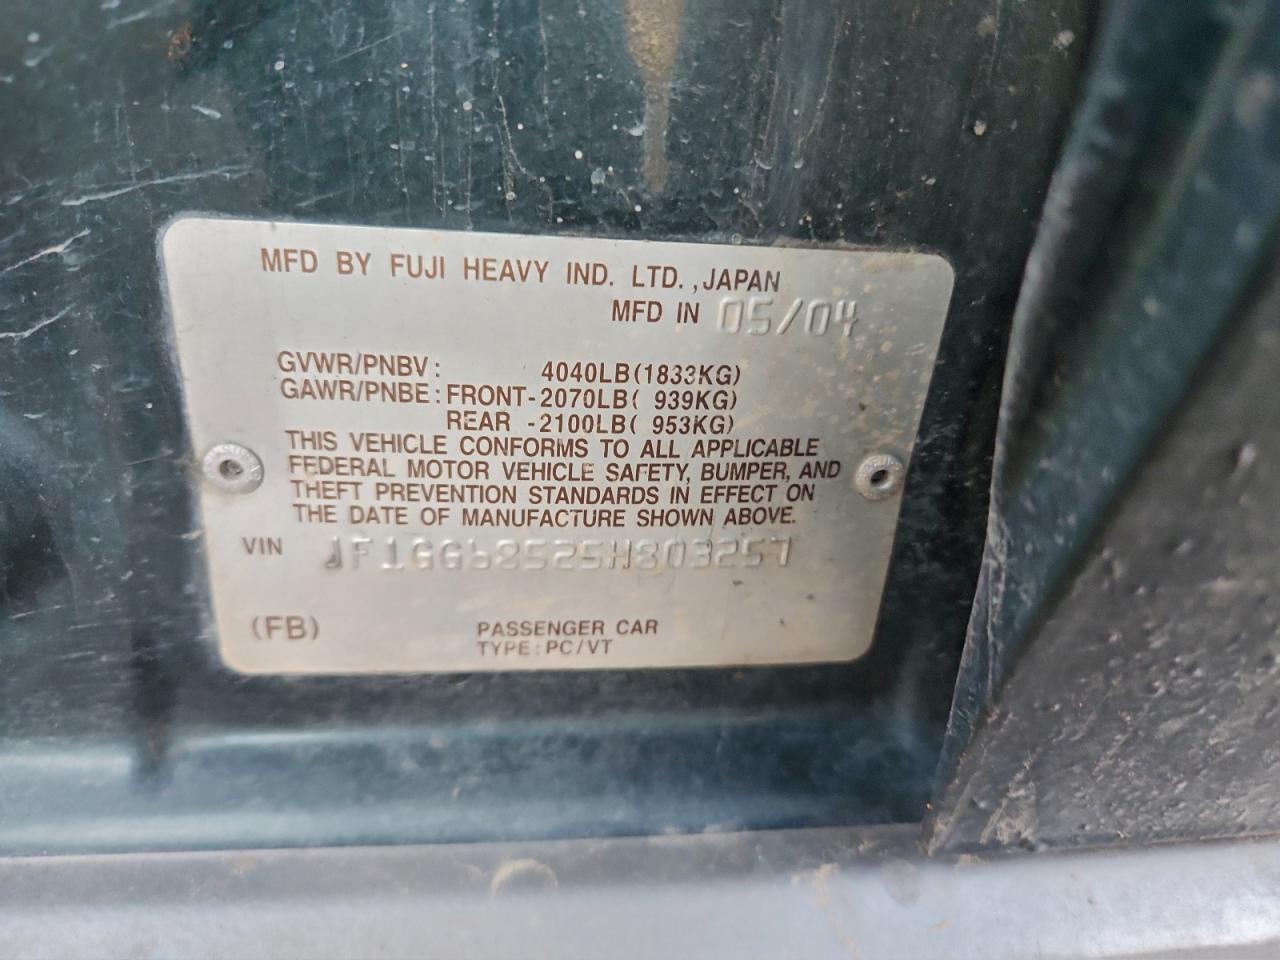 MFD BY FUJI HEAVY IND. LTD., JAPAN
MFD IN 05/04
GVWR/PNBV: 4040LB(1833KG)
GAWR/PNBE: FRONT-2070LB( 939KG)
REAR -2100LB( 953KG)
THIS VEHICLE CONFORMS TO ALL APPLICABLE
FEDERAL MOTOR VEHICLE SAFETY, BUMPER, AND
THEFT PREVENTION STANDARDS IN EFFECT ON
THE DATE OF MANUFACTURE SHOWN ABOVE.
VIN JF1GG68525H803257
(FB) PASSENGER CAR
TYPE:PC/VT